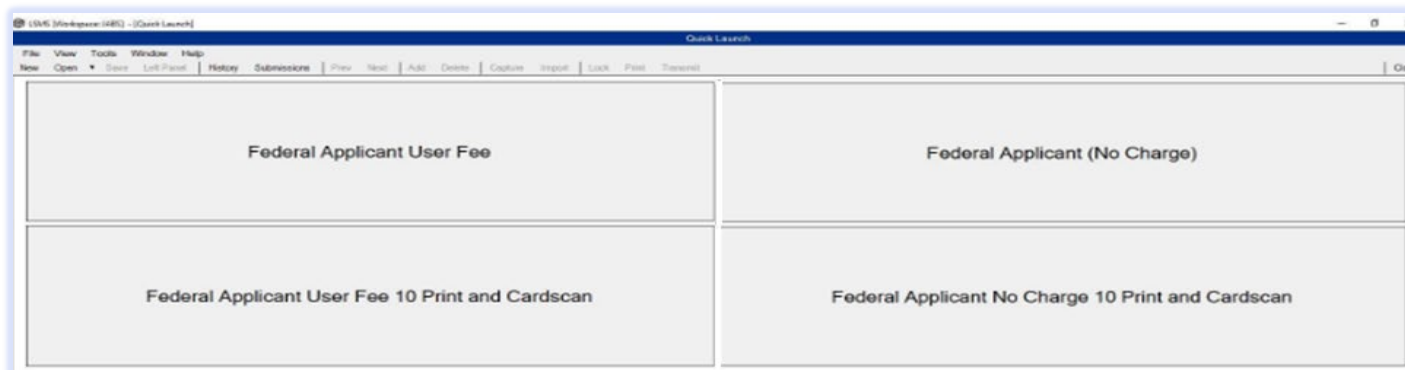 LSMS [Workspace: (485)] - [Quick Launch]
Quick Launch
File View Tools Window Help
New Open Save Left Panel History Submissions Prev Next Add Delete Capture Import Lock Print Transmit
Federal Applicant User Fee
Federal Applicant (No Charge)
Federal Applicant User Fee 10 Print and Cardscan
Federal Applicant No Charge 10 Print and Cardscan